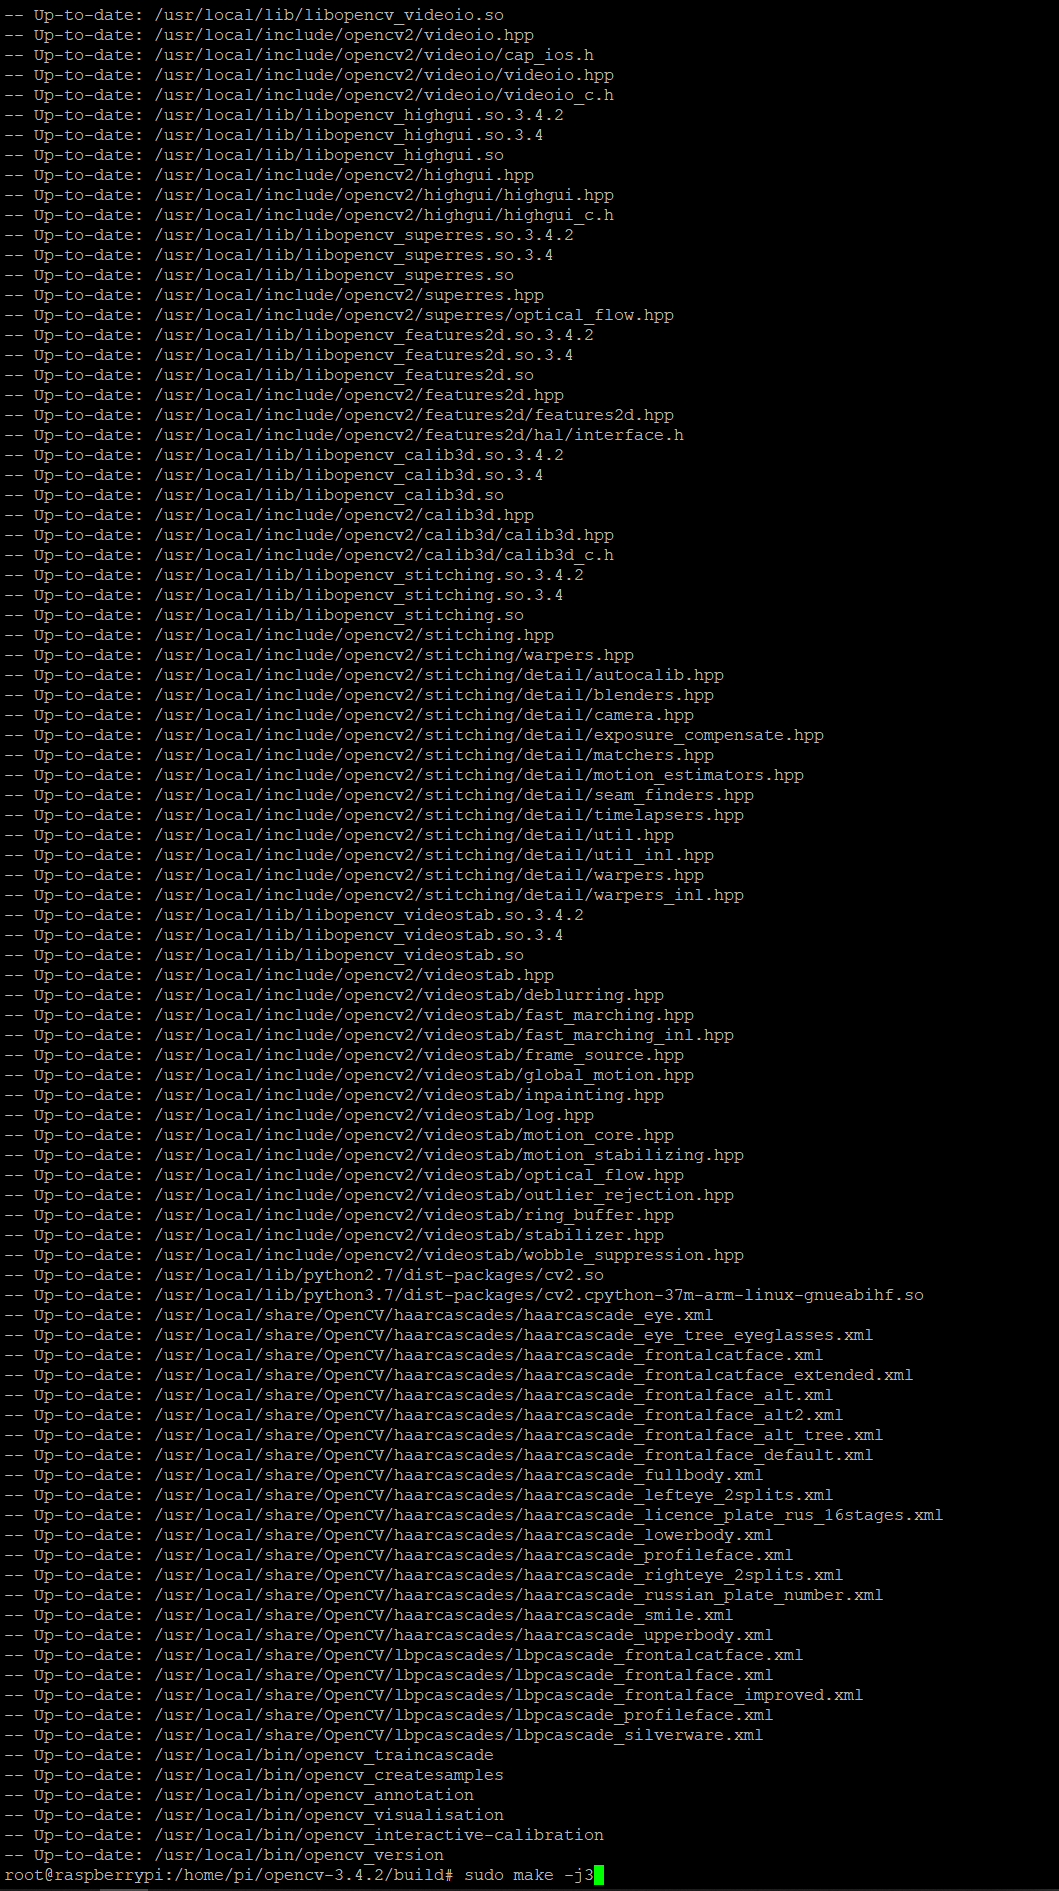 -- Up-to-date: /usr/local/lib/libopencv_videoio.so
-- Up-to-date: /usr/local/include/opencv2/videoio.hpp
-- Up-to-date: /usr/local/include/opencv2/videoio/cap_ios.h
-- Up-to-date: /usr/local/include/opencv2/videoio/videoio.hpp
-- Up-to-date: /usr/local/include/opencv2/videoio/videoio_c.h
-- Up-to-date: /usr/local/lib/libopencv_highgui.so.3.4.2
-- Up-to-date: /usr/local/lib/libopencv_highgui.so.3.4
-- Up-to-date: /usr/local/lib/libopencv_highgui.so
-- Up-to-date: /usr/local/include/opencv2/highgui.hpp
-- Up-to-date: /usr/local/include/opencv2/highgui/highgui.hpp
-- Up-to-date: /usr/local/include/opencv2/highgui/highgui_c.h
-- Up-to-date: /usr/local/lib/libopencv_superres.so.3.4.2
-- Up-to-date: /usr/local/lib/libopencv_superres.so.3.4
-- Up-to-date: /usr/local/lib/libopencv_superres.so
-- Up-to-date: /usr/local/include/opencv2/superres.hpp
-- Up-to-date: /usr/local/include/opencv2/superres/optical_flow.hpp
-- Up-to-date: /usr/local/lib/libopencv_features2d.so.3.4.2
-- Up-to-date: /usr/local/lib/libopencv_features2d.so.3.4
-- Up-to-date: /usr/local/lib/libopencv_features2d.so
-- Up-to-date: /usr/local/include/opencv2/features2d.hpp
-- Up-to-date: /usr/local/include/opencv2/features2d/features2d.hpp
-- Up-to-date: /usr/local/include/opencv2/features2d/hal/interface.h
-- Up-to-date: /usr/local/lib/libopencv_calib3d.so.3.4.2
-- Up-to-date: /usr/local/lib/libopencv_calib3d.so.3.4
-- Up-to-date: /usr/local/lib/libopencv_calib3d.so
-- Up-to-date: /usr/local/include/opencv2/calib3d.hpp
-- Up-to-date: /usr/local/include/opencv2/calib3d/calib3d.hpp
-- Up-to-date: /usr/local/include/opencv2/calib3d/calib3d_c.h
-- Up-to-date: /usr/local/lib/libopencv_stitching.so.3.4.2
-- Up-to-date: /usr/local/lib/libopencv_stitching.so.3.4
-- Up-to-date: /usr/local/lib/libopencv_stitching.so
-- Up-to-date: /usr/local/include/opencv2/stitching.hpp
-- Up-to-date: /usr/local/include/opencv2/stitching/warpers.hpp
-- Up-to-date: /usr/local/include/opencv2/stitching/detail/autocalib.hpp
-- Up-to-date: /usr/local/include/opencv2/stitching/detail/blenders.hpp
-- Up-to-date: /usr/local/include/opencv2/stitching/detail/camera.hpp
-- Up-to-date: /usr/local/include/opencv2/stitching/detail/exposure_compensate.hpp
-- Up-to-date: /usr/local/include/opencv2/stitching/detail/matchers.hpp
-- Up-to-date: /usr/local/include/opencv2/stitching/detail/motion_estimators.hpp
-- Up-to-date: /usr/local/include/opencv2/stitching/detail/seam_finders.hpp
-- Up-to-date: /usr/local/include/opencv2/stitching/detail/timelapsers.hpp
-- Up-to-date: /usr/local/include/opencv2/stitching/detail/util.hpp
-- Up-to-date: /usr/local/include/opencv2/stitching/detail/util_inl.hpp
-- Up-to-date: /usr/local/include/opencv2/stitching/detail/warpers.hpp
-- Up-to-date: /usr/local/include/opencv2/stitching/detail/warpers_inl.hpp
-- Up-to-date: /usr/local/lib/libopencv_videostab.so.3.4.2
-- Up-to-date: /usr/local/lib/libopencv_videostab.so.3.4
-- Up-to-date: /usr/local/lib/libopencv_videostab.so
-- Up-to-date: /usr/local/include/opencv2/videostab.hpp
-- Up-to-date: /usr/local/include/opencv2/videostab/deblurring.hpp
-- Up-to-date: /usr/local/include/opencv2/videostab/fast_marching.hpp
-- Up-to-date: /usr/local/include/opencv2/videostab/fast_marching_inl.hpp
-- Up-to-date: /usr/local/include/opencv2/videostab/frame_source.hpp
-- Up-to-date: /usr/local/include/opencv2/videostab/global_motion.hpp
-- Up-to-date: /usr/local/include/opencv2/videostab/inpainting.hpp
-- Up-to-date: /usr/local/include/opencv2/videostab/log.hpp
-- Up-to-date: /usr/local/include/opencv2/videostab/motion_core.hpp
-- Up-to-date: /usr/local/include/opencv2/videostab/motion_stabilizing.hpp
-- Up-to-date: /usr/local/include/opencv2/videostab/optical_flow.hpp
-- Up-to-date: /usr/local/include/opencv2/videostab/outlier_rejection.hpp
-- Up-to-date: /usr/local/include/opencv2/videostab/ring_buffer.hpp
-- Up-to-date: /usr/local/include/opencv2/videostab/stabilizer.hpp
-- Up-to-date: /usr/local/include/opencv2/videostab/wobble_suppression.hpp
-- Up-to-date: /usr/local/lib/python2.7/dist-packages/cv2.so
-- Up-to-date: /usr/local/lib/python3.7/dist-packages/cv2.cpython-37m-arm-linux-gnueabihf.so
-- Up-to-date: /usr/local/share/OpenCV/haarcascades/haarcascade_eye.xml
-- Up-to-date: /usr/local/share/OpenCV/haarcascades/haarcascade_eye_tree_eyeglasses.xml
-- Up-to-date: /usr/local/share/OpenCV/haarcascades/haarcascade_frontalcatface.xml
-- Up-to-date: /usr/local/share/OpenCV/haarcascades/haarcascade_frontalcatface_extended.xml
-- Up-to-date: /usr/local/share/OpenCV/haarcascades/haarcascade_frontalface_alt.xml
-- Up-to-date: /usr/local/share/OpenCV/haarcascades/haarcascade_frontalface_alt2.xml
-- Up-to-date: /usr/local/share/OpenCV/haarcascades/haarcascade_frontalface_alt_tree.xml
-- Up-to-date: /usr/local/share/OpenCV/haarcascades/haarcascade_frontalface_default.xml
-- Up-to-date: /usr/local/share/OpenCV/haarcascades/haarcascade_fullbody.xml
-- Up-to-date: /usr/local/share/OpenCV/haarcascades/haarcascade_lefteye_2splits.xml
-- Up-to-date: /usr/local/share/OpenCV/haarcascades/haarcascade_licence_plate_rus_16stages.xml
-- Up-to-date: /usr/local/share/OpenCV/haarcascades/haarcascade_lowerbody.xml
-- Up-to-date: /usr/local/share/OpenCV/haarcascades/haarcascade_profileface.xml
-- Up-to-date: /usr/local/share/OpenCV/haarcascades/haarcascade_righteye_2splits.xml
-- Up-to-date: /usr/local/share/OpenCV/haarcascades/haarcascade_russian_plate_number.xml
-- Up-to-date: /usr/local/share/OpenCV/haarcascades/haarcascade_smile.xml
-- Up-to-date: /usr/local/share/OpenCV/haarcascades/haarcascade_upperbody.xml
-- Up-to-date: /usr/local/share/OpenCV/lbpcascades/lbpcascade_frontalcatface.xml
-- Up-to-date: /usr/local/share/OpenCV/lbpcascades/lbpcascade_frontalface.xml
-- Up-to-date: /usr/local/share/OpenCV/lbpcascades/lbpcascade_frontalface_improved.xml
-- Up-to-date: /usr/local/share/OpenCV/lbpcascades/lbpcascade_profileface.xml
-- Up-to-date: /usr/local/share/OpenCV/lbpcascades/lbpcascade_silverware.xml
-- Up-to-date: /usr/local/bin/opencv_traincascade
-- Up-to-date: /usr/local/bin/opencv_createsamples
-- Up-to-date: /usr/local/bin/opencv_annotation
-- Up-to-date: /usr/local/bin/opencv_visualisation
-- Up-to-date: /usr/local/bin/opencv_interactive-calibration
-- Up-to-date: /usr/local/bin/opencv_version
root@raspberrypi:/home/pi/opencv-3.4.2/build# sudo make -j3